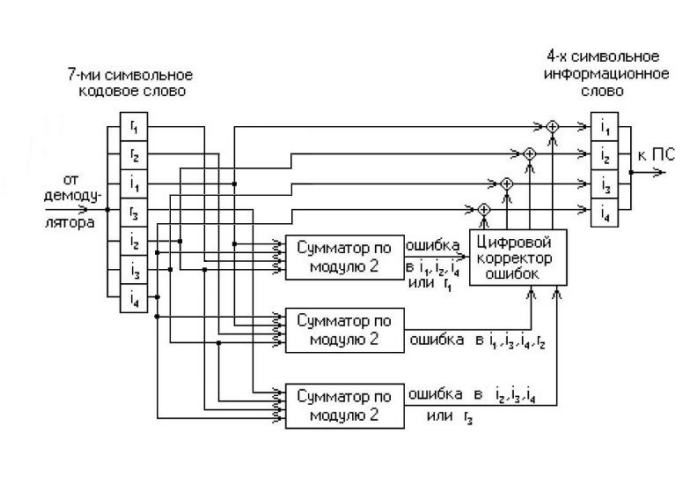 7-ми символьное
кодовое слово
4-х символьное
информационное
слово
r₁
r₂
i₁
r₃
i₂
i₃
i₄
от
демоду-
лятора
i₁
i₂
i₃
i₄
к ПС
Сумматор по
модулю 2
ошибка
в i₁,i₂,i₄
или r₁
Цифровой
корректор
ошибок
Сумматор по
модулю 2
ошибка в i₁,i₃,i₄,r₂
Сумматор по
модулю 2
ошибка в i₂,i₃,i₄
или r₃